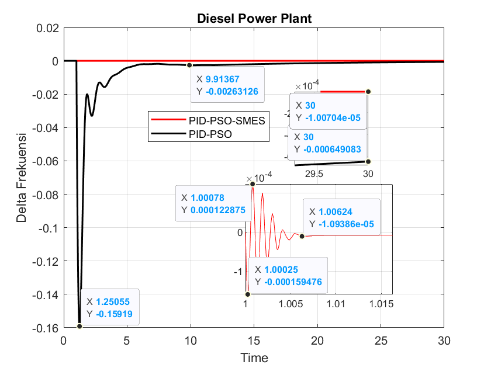 Diesel Power Plant
Delta Frekuensi
0.02
0
-0.02
-0.04
-0.06
-0.08
-0.1
-0.12
-0.14
-0.16
X 9.91367
Y -0.00263126
PID-PSO-SMES
PID-PSO
×10⁻⁴
X 30
Y -1.00704e-05
X 30
Y -0.000649083
29.5 30
×10⁻⁴
X 1.00078
Y 0.000122875
X 1.00624
Y -1.09386e-05
0
-1
X 1.00025
Y -0.000159476
1 1.005 1.01 1.015
X 1.25055
Y -0.15919
0 5 10 15 20 25 30
Time